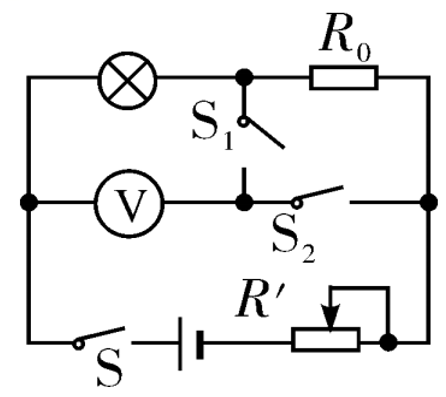 R₀
S₁
V
S₂
R′
S